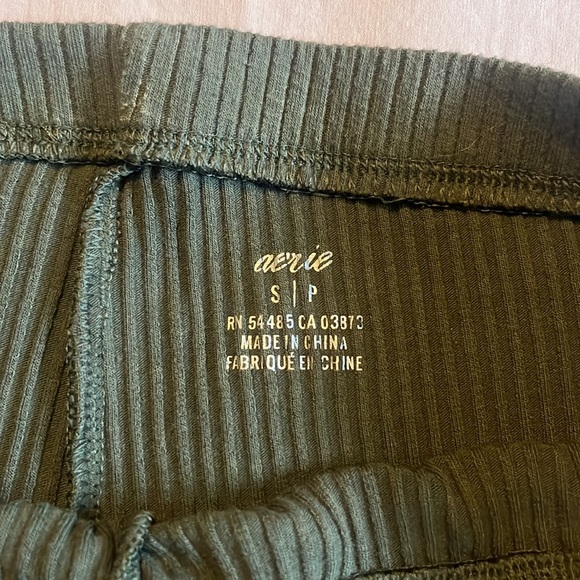 aerie
S | P
RN 54485 CA 03873
MADE IN CHINA
FABRIQUÉ EN CHINE